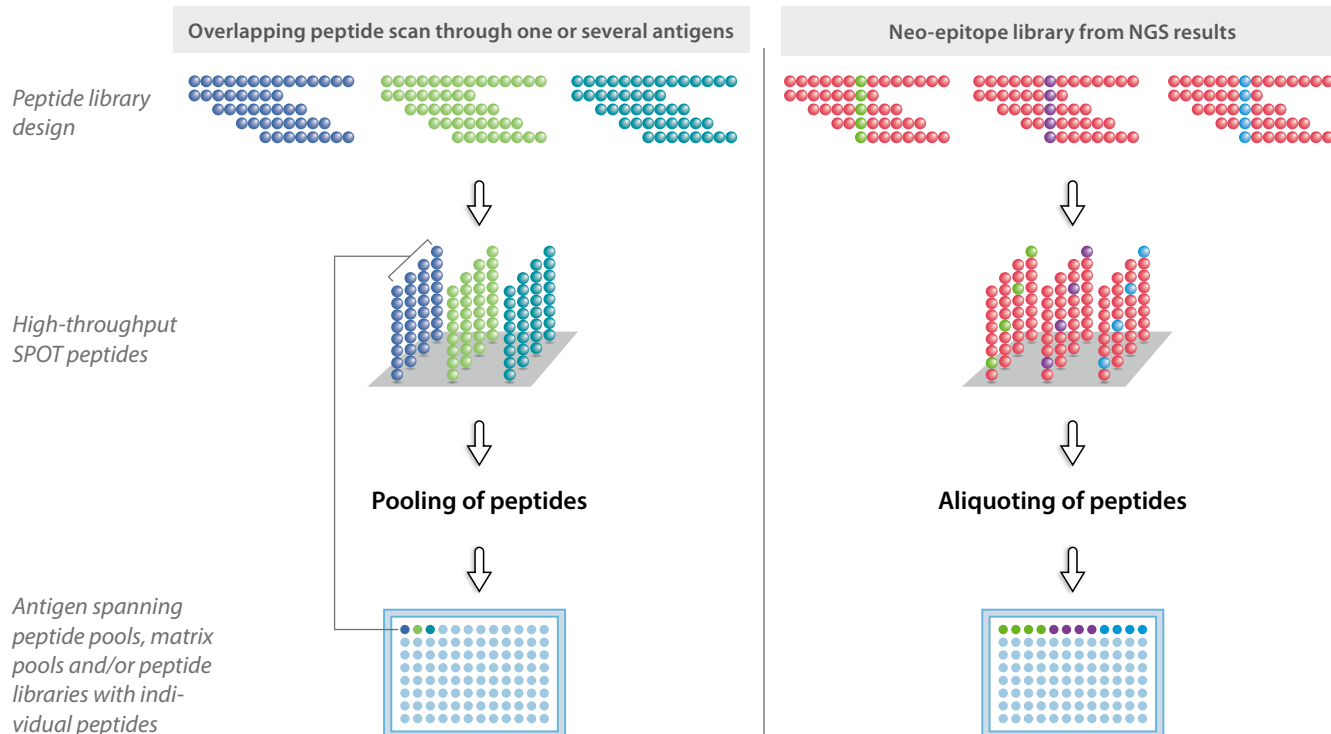 Overlapping peptide scan through one or several antigens
Neo-epitope library from NGS results
Peptide library
design
High-throughput
SPOT peptides
Pooling of peptides
Aliquoting of peptides
Antigen spanning
peptide pools, matrix
pools and/or peptide
libraries with indi-
vidual peptides